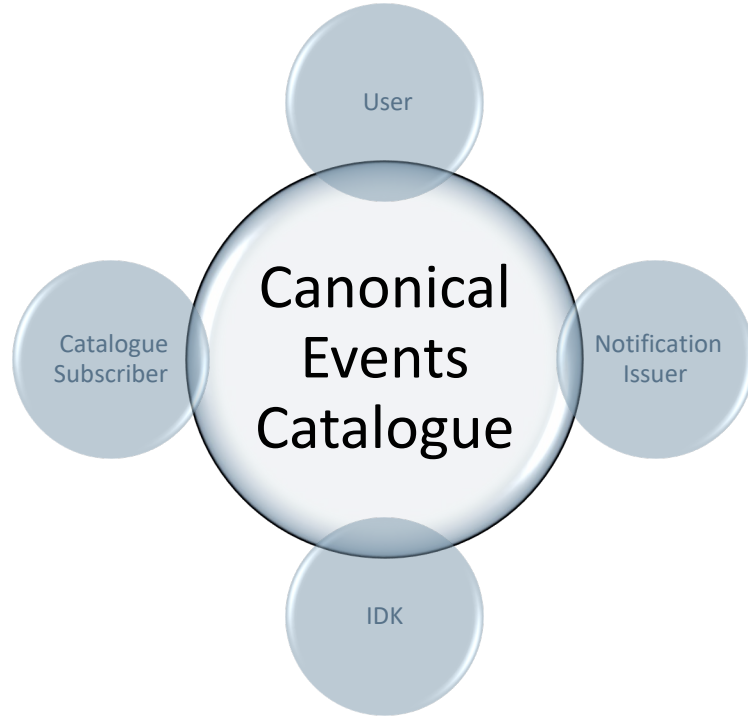 User
Canonical
Events
Catalogue
Catalogue
Subscriber
Notification
Issuer
IDK